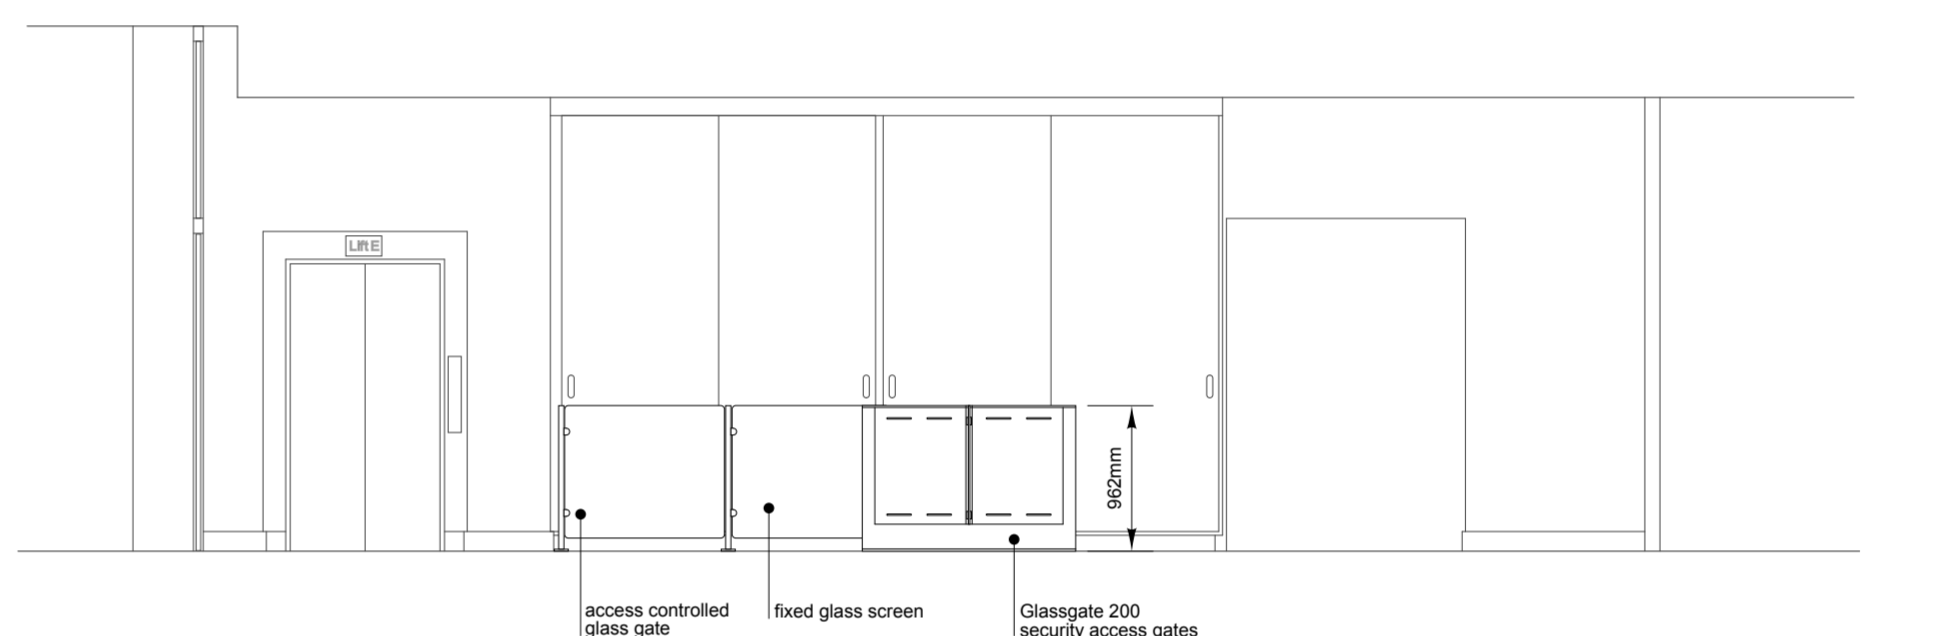 Lift E
962mm
access controlled
glass gate
fixed glass screen
Glassgate 200
security access gates